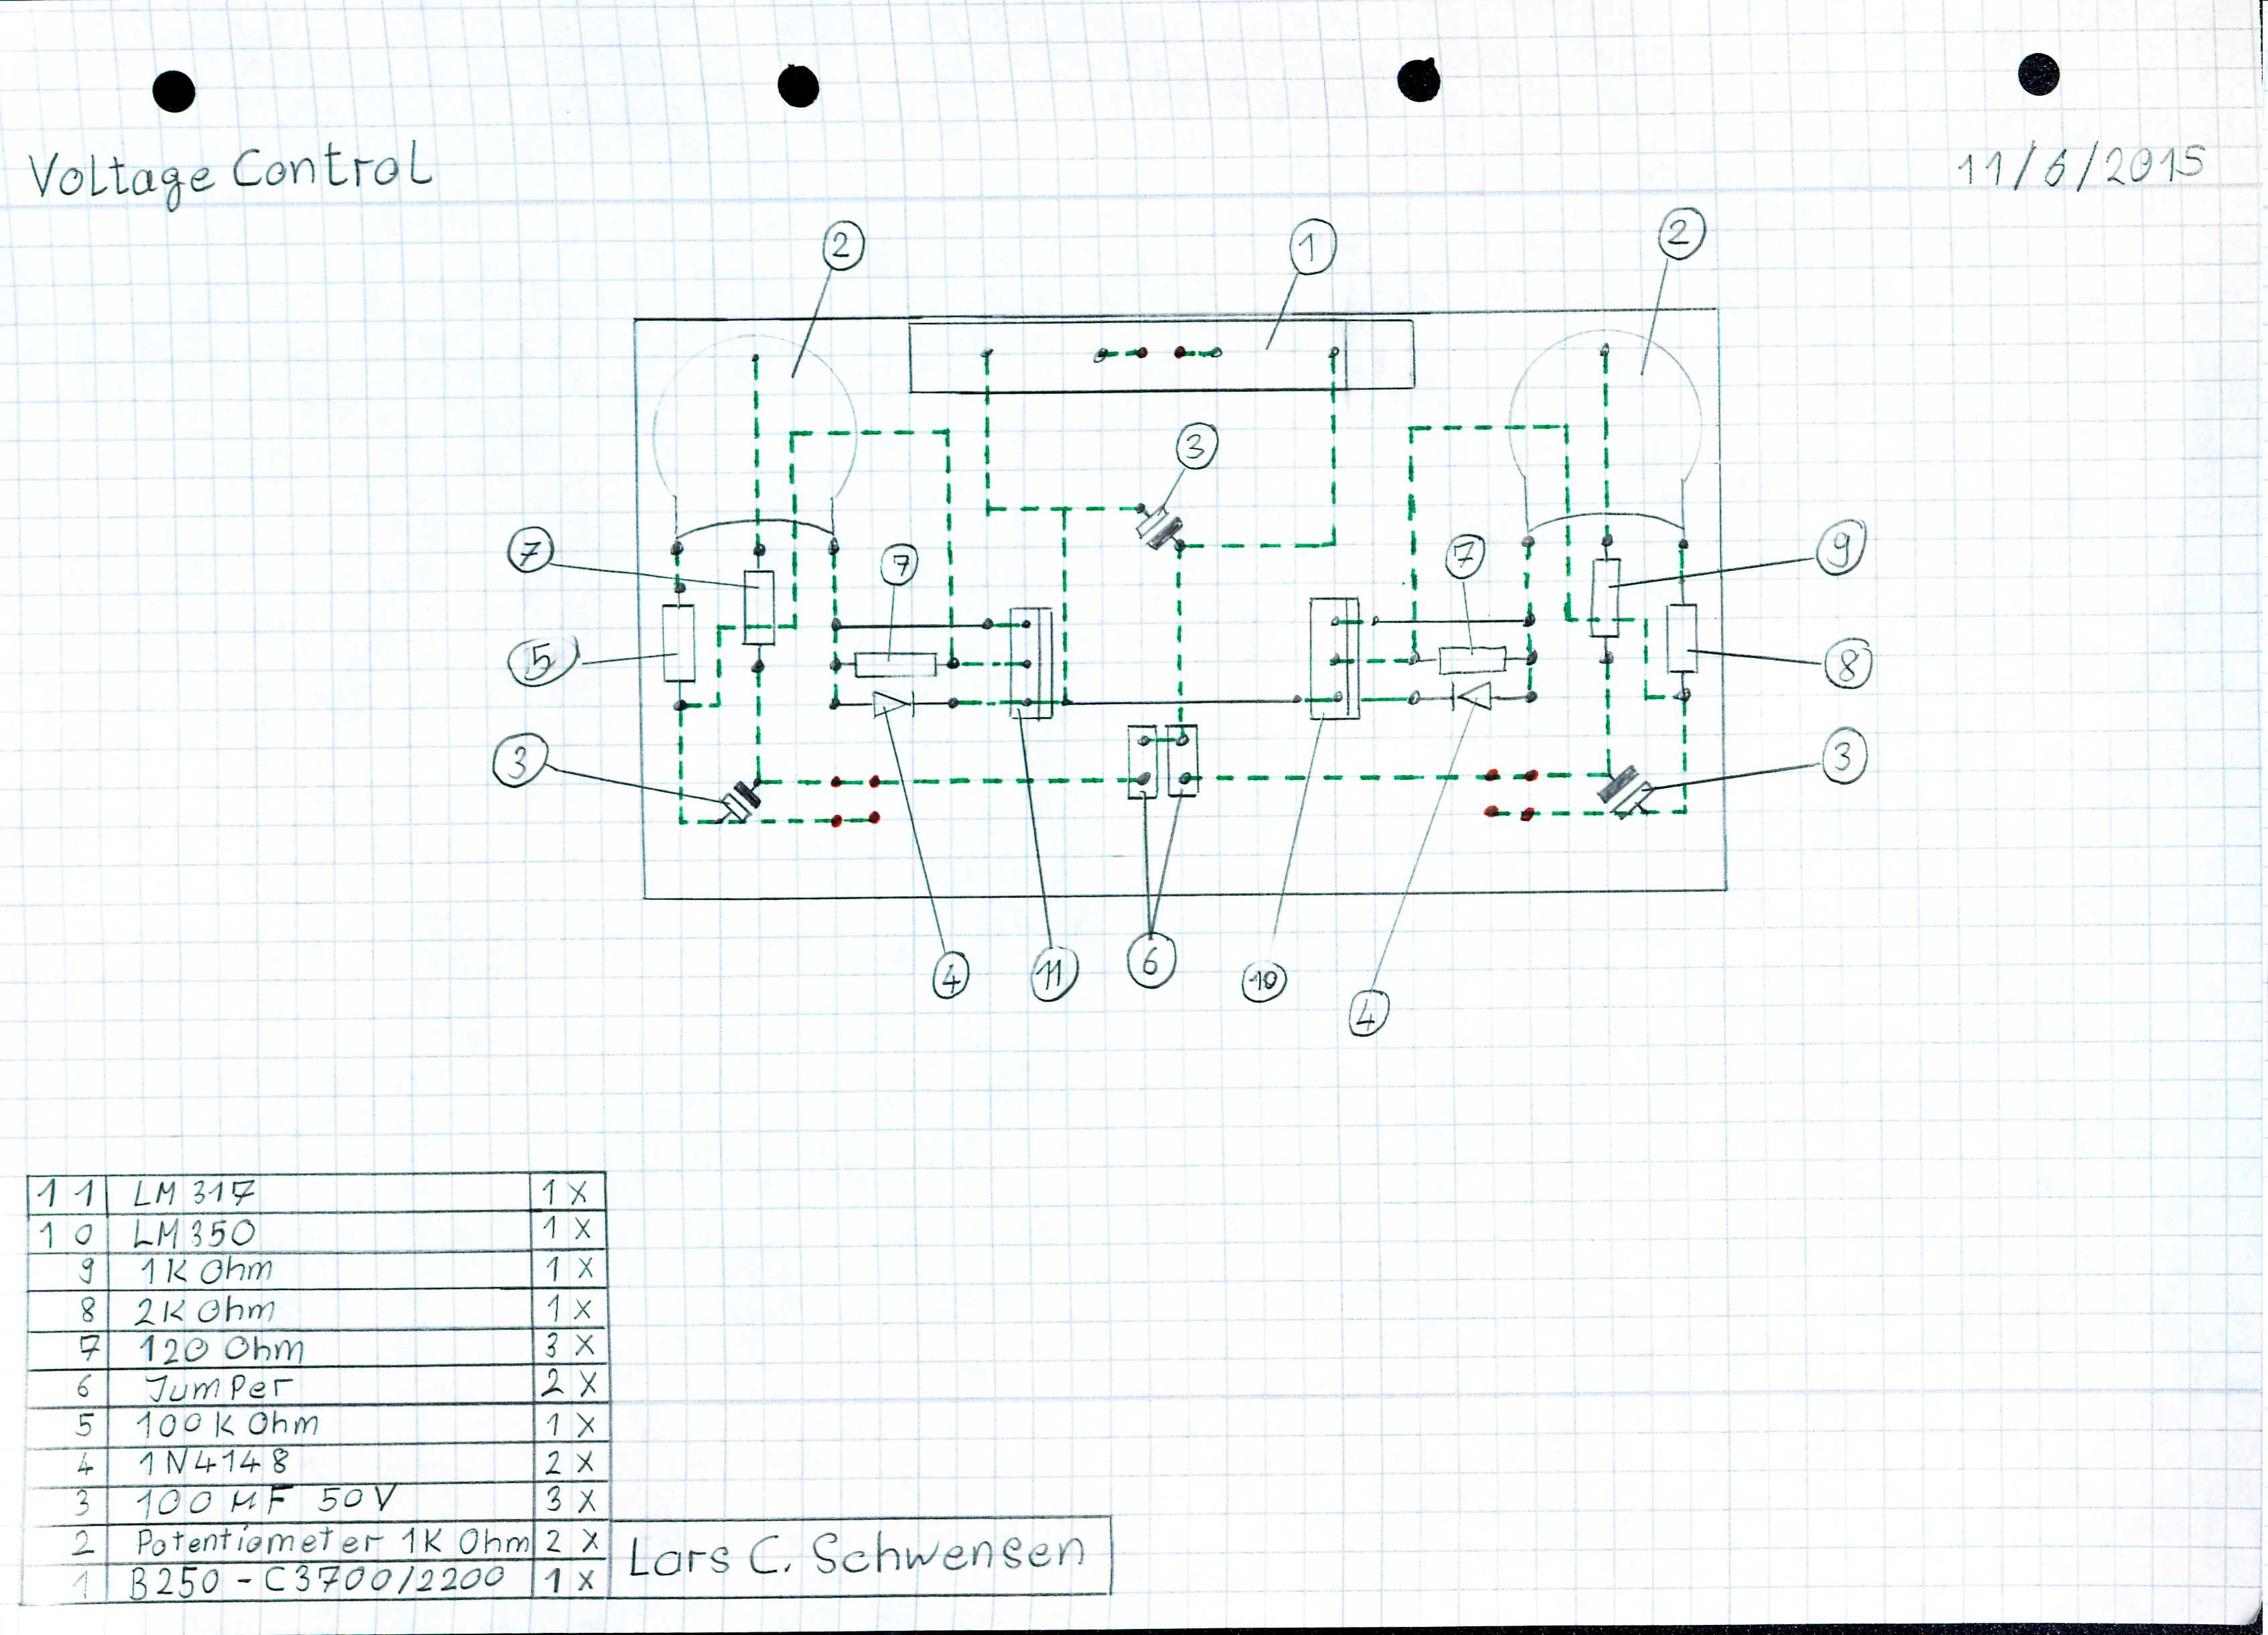 Voltage Control 11/6/2015
2 1 2
3
7 7 7 9
5 8
3 3
4 11 6 10 4
11 LM 317 1 X
10 LM350 1 X
9 1K Ohm 1 X
8 2K Ohm 1 X
7 120 Ohm 3 X
6 JumPer 2 X
5 100K Ohm 1 X
4 1N4148 2 X
3 100 MF 50V 3 X
2 Potentiometer 1K Ohm 2 X
1 B250-C3700/2200 1 X
Lars C. Schwensen